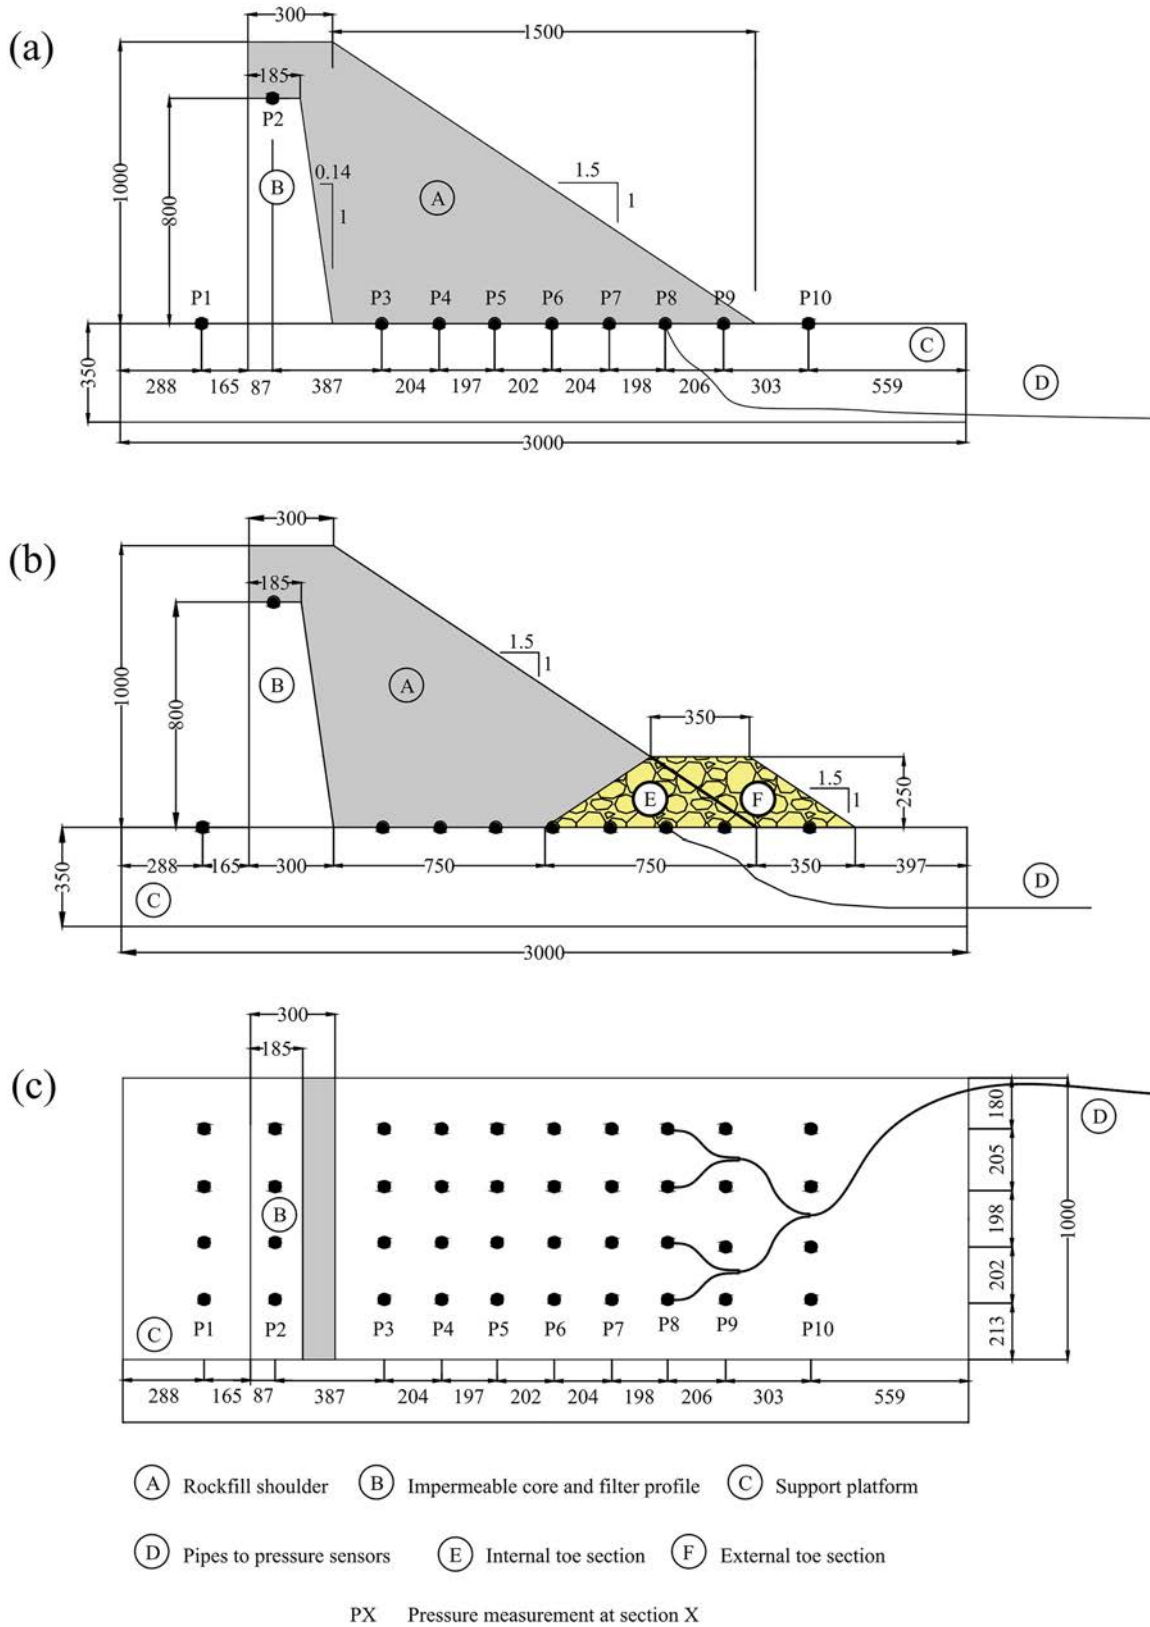 (a)
300
1500
185
P2
0.14
1
B
A
1.5
1
1000
800
P1
P3
P4
P5
P6
P7
P8
P9
P10
C
350
288
165
87
387
204
197
202
204
198
206
303
559
D
3000
(b)
300
185
1.5
1
350
1000
800
B
A
E
F
1.5
1
250
350
288
165
300
750
750
350
397
C
D
3000
(c)
300
185
180
D
205
198
1000
202
213
B
C
P1
P2
P3
P4
P5
P6
P7
P8
P9
P10
288
165
87
387
204
197
202
204
198
206
303
559
A Rockfill shoulder B Impermeable core and filter profile C Support platform
D Pipes to pressure sensors E Internal toe section F External toe section
PX Pressure measurement at section X